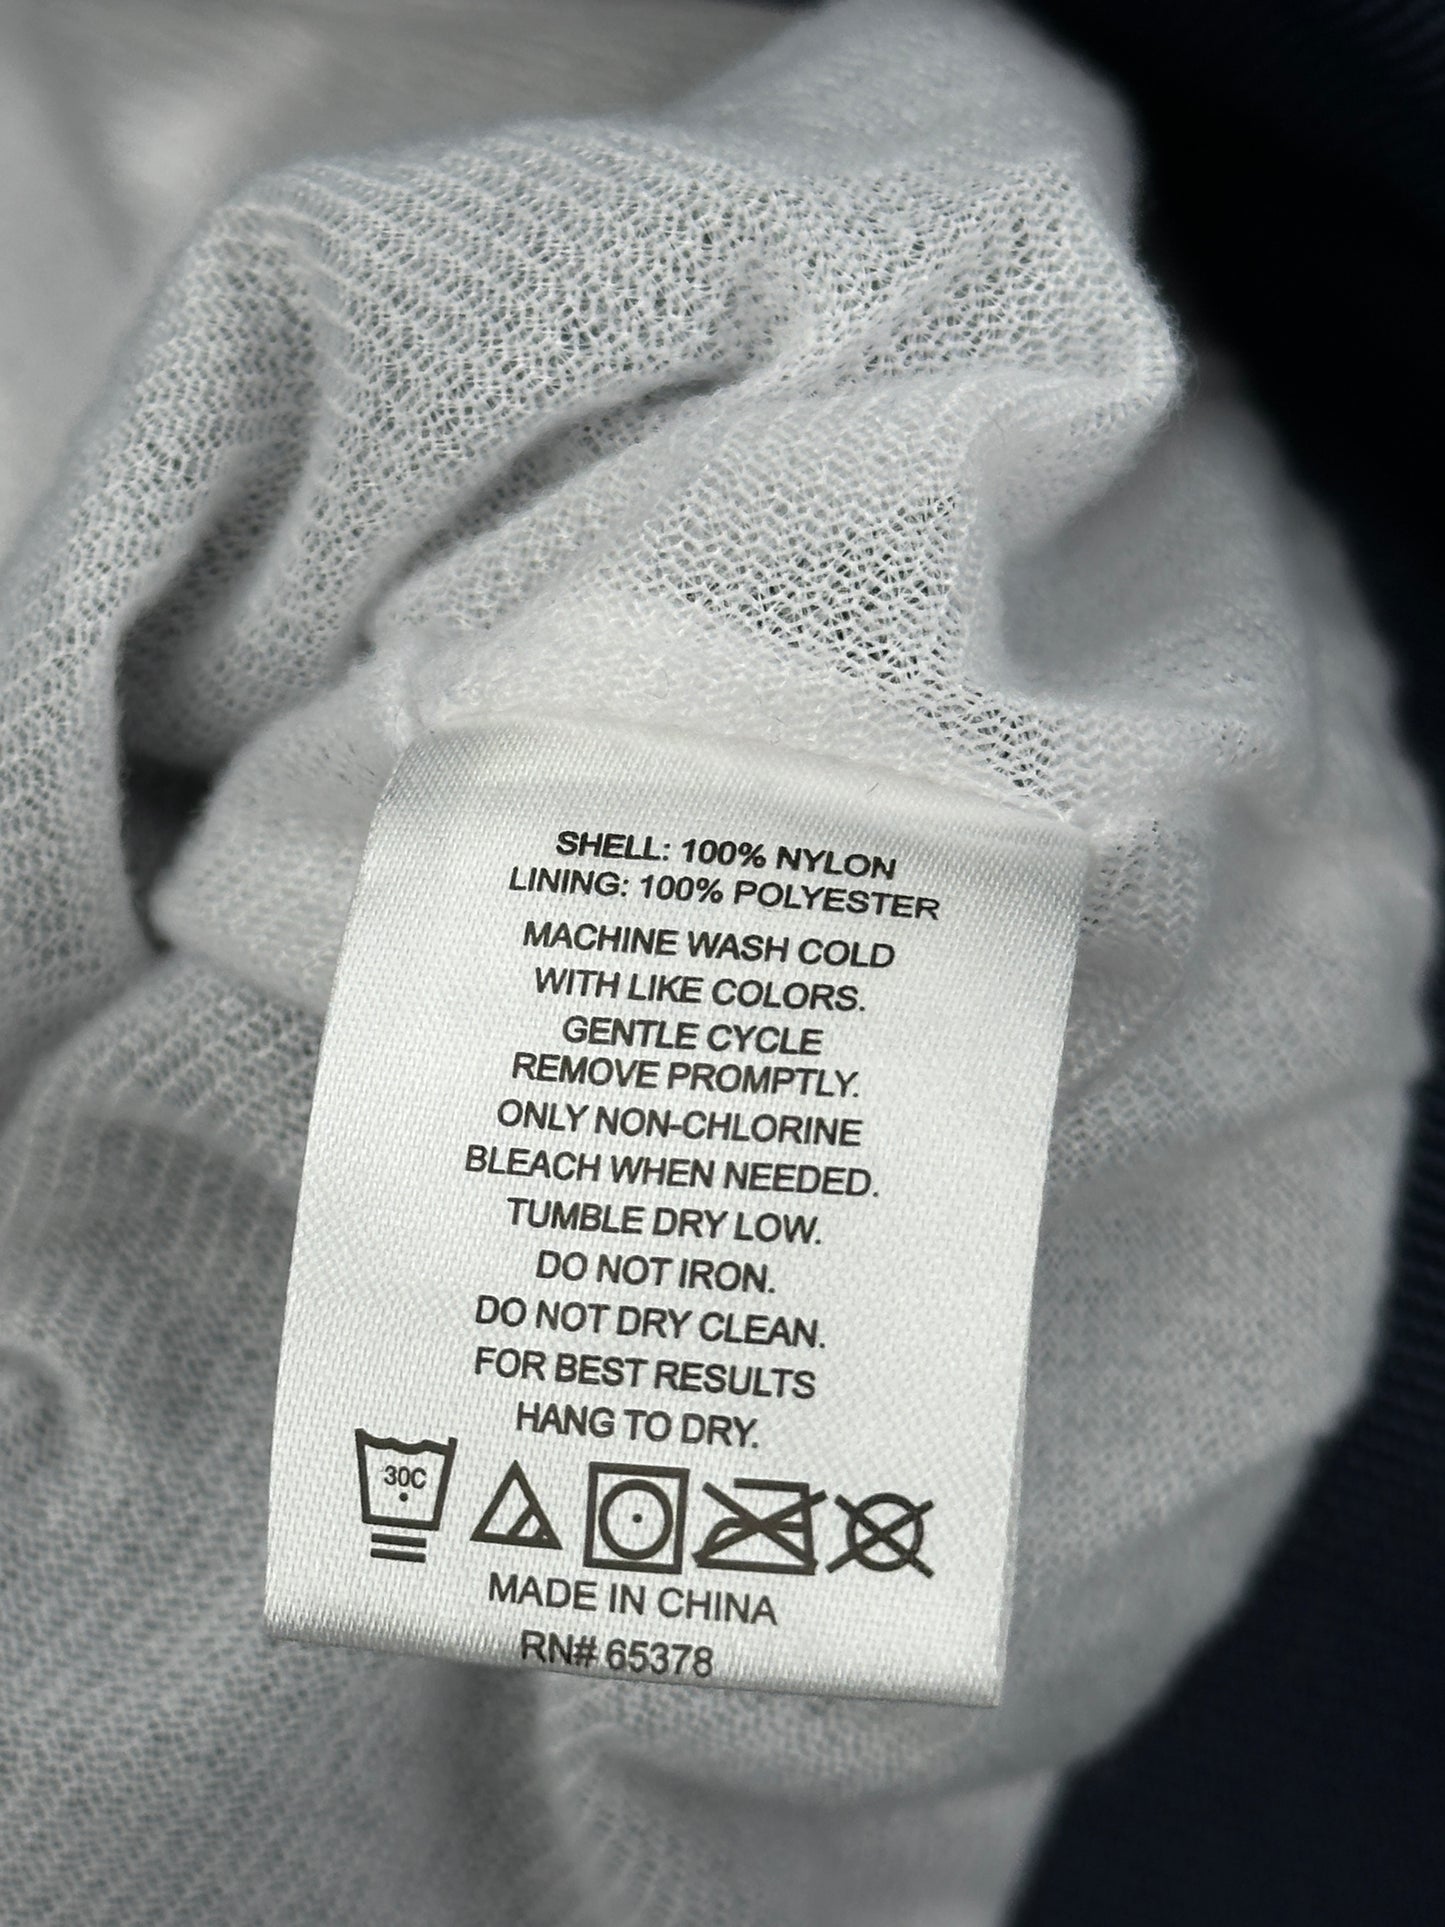 SHELL: 100% NYLON
LINING: 100% POLYESTER
MACHINE WASH COLD
WITH LIKE COLORS.
GENTLE CYCLE
REMOVE PROMPTLY.
ONLY NON-CHLORINE
BLEACH WHEN NEEDED.
TUMBLE DRY LOW.
DO NOT IRON.
DO NOT DRY CLEAN.
FOR BEST RESULTS
HANG TO DRY.
30C
MADE IN CHINA
RN# 65378